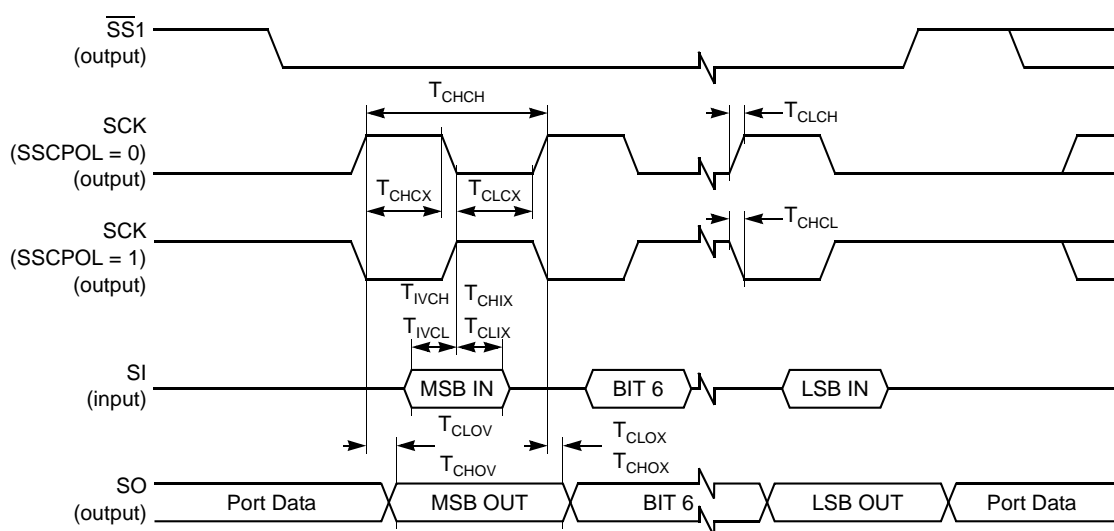 SS1
(output)
TCHCH
TCLCH
SCK
(SSCPOL = 0)
(output)
TCHCX TCLCX
TCHCL
SCK
(SSCPOL = 1)
(output)
TIVCH TCHIX
TIVCL TCLIX
SI
(input)
MSB IN BIT 6 LSB IN
TCLOV TCLOX
TCHOV TCHOX
SO
(output)
Port Data MSB OUT BIT 6 LSB OUT Port Data